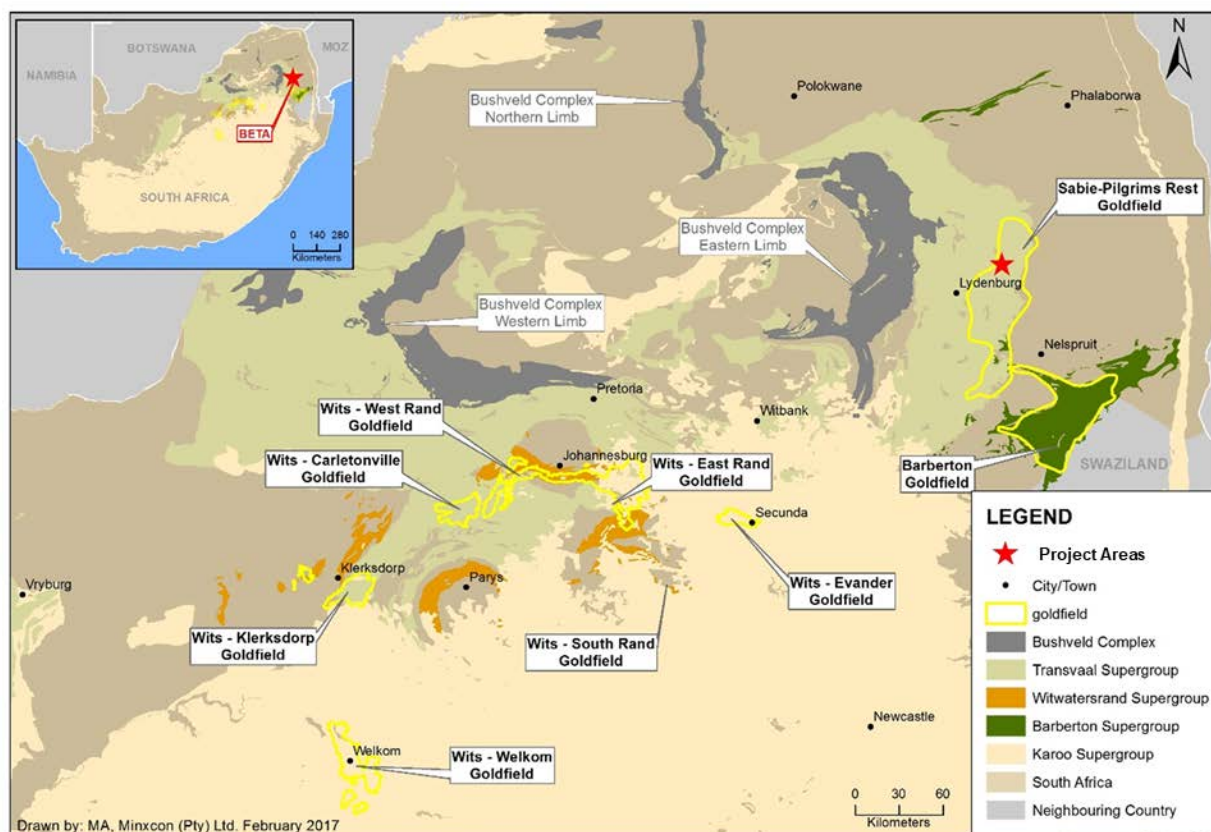 BOTSWANA
MOZ
NAMIBIA
BETA
SOUTH AFRICA
0 140 280
Kilometers
N
Polokwane
Phalaborwa
Bushveld Complex
Northern Limb
Sabie-Pilgrims Rest
Goldfield
Bushveld Complex
Eastern Limb
Lydenburg
Bushveld Complex
Western Limb
Nelspruit
Pretoria
Witbank
Wits - West Rand
Goldfield
Johannesburg
Wits - Carletonville
Goldfield
Wits - East Rand
Goldfield
Barberton
Goldfield
SWAZILAND
Secunda
Klerksdorp
Parys
Vryburg
Wits - Evander
Goldfield
Wits - Klerksdorp
Goldfield
Wits - South Rand
Goldfield
Newcastle
Welkom
Wits - Welkom
Goldfield
0 30 60
Kilometers
LEGEND
Project Areas
City/Town
goldfield
Bushveld Complex
Transvaal Supergroup
Witwatersrand Supergroup
Barberton Supergroup
Karoo Supergroup
South Africa
Neighbouring Country
Drawn by: MA, Minxcon (Pty) Ltd. February 2017